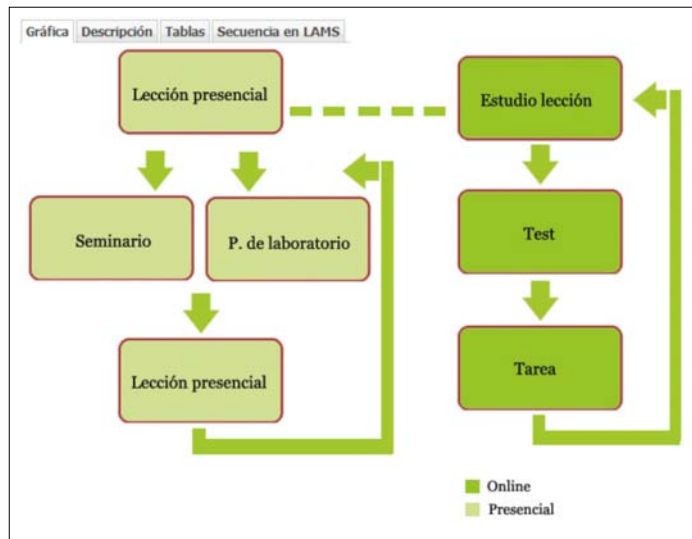 Gráfica Descripción Tablas Secuencia en LAMS
Lección presencial
Estudio lección
Seminario
P. de laboratorio
Test
Lección presencial
Tarea
Online
Presencial